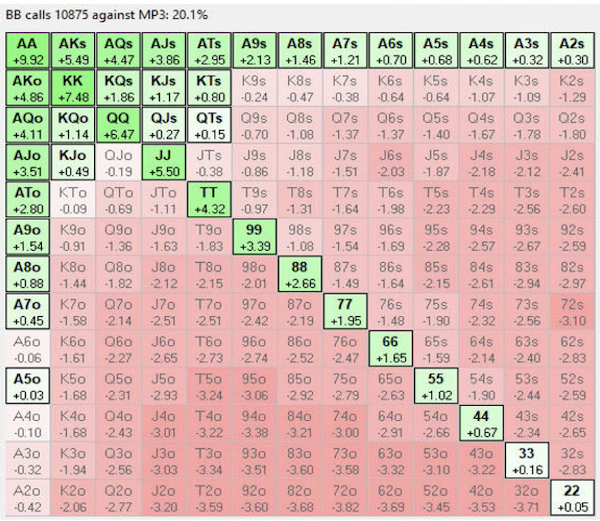 BB calls 10875 against MP3: 20.1%
AA AKs AQs AJs ATs A9s A8s A7s A6s A5s A4s A3s A2s
+9.92 +5.49 +4.47 +3.86 +2.95 +2.13 +1.46 +1.21 +0.70 +0.68 +0.62 +0.32 +0.30
AKo KK KQs KJs KTs K9s K8s K7s K6s K5s K4s K3s K2s
+4.86 +7.48 +1.86 +1.17 +0.80 -0.24 -0.47 -0.38 -0.64 -0.64 -1.07 -1.09 -1.29
AQo KQo QQ QJs QTs Q9s Q8s Q7s Q6s Q5s Q4s Q3s Q2s
+4.11 +1.14 +6.47 +0.27 +0.15 -0.70 -1.08 -1.37 -1.37 -1.40 -1.67 -1.78 -1.80
AJo KJo QJo JJ JTs J9s J8s J7s J6s J5s J4s J3s J2s
+3.51 +0.49 -0.19 +5.50 -0.38 -0.86 -1.18 -1.51 -2.03 -1.87 -2.18 -2.12 -2.41
ATo KTo QTo JTo TT T9s T8s T7s T6s T5s T4s T3s T2s
+2.80 -0.09 -0.69 -1.11 +4.32 -0.97 -1.31 -1.64 -1.98 -2.23 -2.29 -2.56 -2.60
A9o K9o Q9o J9o T9o 99 98s 97s 96s 95s 94s 93s 92s
+1.54 -0.91 -1.36 -1.63 -1.83 +3.39 -1.08 -1.54 -1.69 -2.28 -2.57 -2.67 -2.59
A8o K8o Q8o J8o T8o 98o 88 87s 86s 85s 84s 83s 82s
+0.88 -1.44 -1.82 -2.12 -2.15 -2.01 +2.66 -1.49 -1.64 -2.15 -2.61 -2.94 -2.97
A7o K7o Q7o J7o T7o 97o 87o 77 76s 75s 74s 73s 72s
+0.45 -1.58 -2.14 -2.51 -2.51 -2.42 -2.19 +1.95 -1.48 -1.90 -2.32 -2.56 -3.10
A6o K6o Q6o J6o T6o 96o 86o 76o 66 65s 64s 63s 62s
-0.06 -1.61 -2.27 -2.65 -2.73 -2.74 -2.52 -2.47 +1.65 -1.59 -2.14 -2.40 -2.83
A5o K5o Q5o J5o T5o 95o 85o 75o 65o 55 54s 53s 52s
+0.03 -1.68 -2.31 -2.93 -3.24 -3.06 -2.92 -2.79 -2.63 +1.02 -1.90 -2.44 -2.59
A4o K4o Q4o J4o T4o 94o 84o 74o 64o 54o 44 43s 42s
-0.10 -1.68 -2.43 -3.01 -3.22 -3.38 -3.21 -3.00 -2.91 -2.66 +0.67 -2.34 -2.65
A3o K3o Q3o J3o T3o 93o 83o 73o 63o 53o 43o 33 32s
-0.32 -1.94 -2.56 -3.03 -3.34 -3.51 -3.60 -3.58 -3.32 -3.10 -3.22 +0.16 -2.83
A2o K2o Q2o J2o T2o 92o 82o 72o 62o 52o 42o 32o 22
-0.42 -2.06 -2.77 -3.20 -3.59 -3.60 -3.68 -3.82 -3.69 -3.45 -3.53 -3.71 +0.05